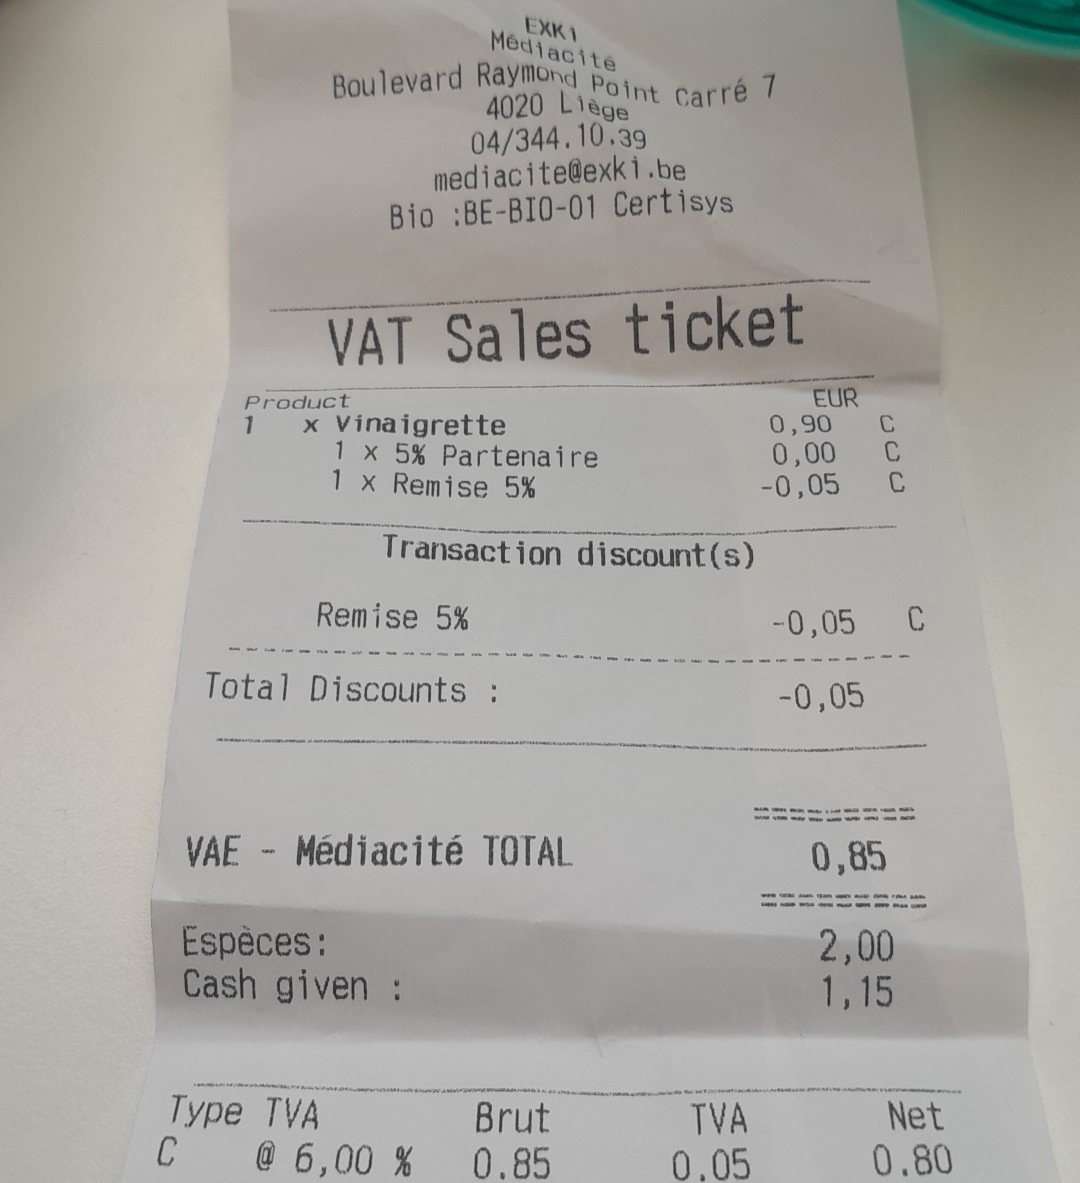 EXKi
Médiacité
Boulevard Raymond Point Carré 7
4020 Liège
04/344.10.39
mediacite@exki.be
Bio :BE-BIO-01 Certisys
VAT Sales ticket
Product EUR
1 x Vinaigrette 0,90 C
1 x 5% Partenaire 0,00 C
1 x Remise 5% -0,05 C
Transaction discount(s)
Remise 5% -0,05 C
Total Discounts : -0,05
VAE - Médiacité TOTAL 0,85
Espèces: 2,00
Cash given : 1,15
Type TVA Brut TVA Net
C @ 6,00 % 0.85 0.05 0.80